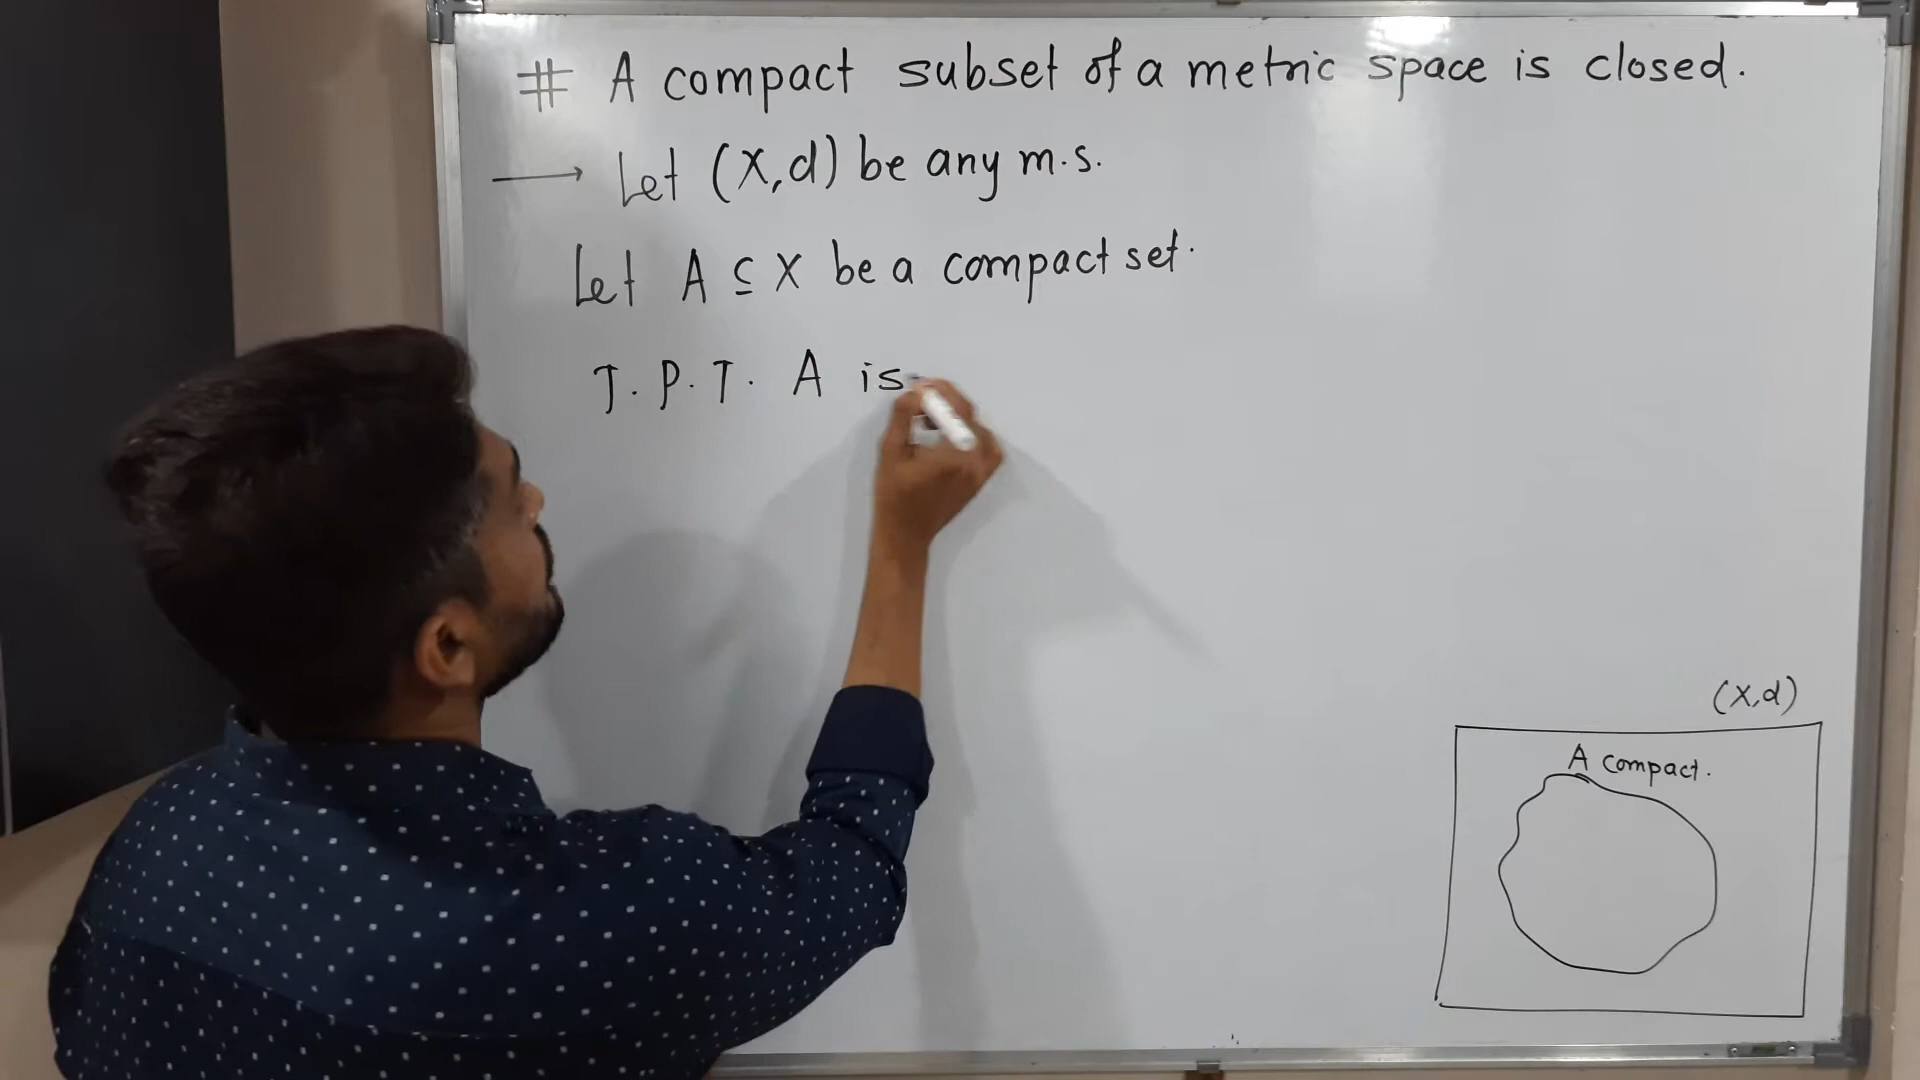 # A compact subset of a metric space is closed.
→ Let (X,d) be any m.s.
Let A ⊆ X be a compact set.
T.P.T. A is
(X,d)
A compact.